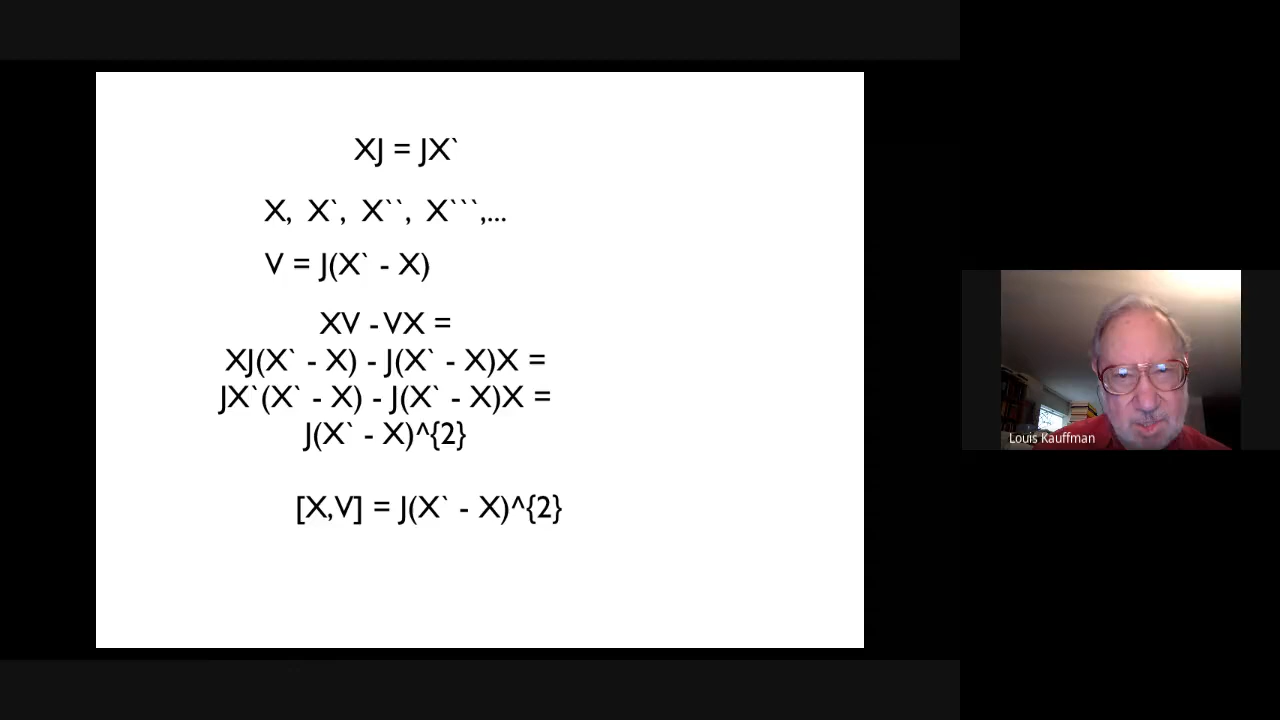 XJ = JX`
X, X`, X``, X```,...
V = J(X` - X)
XV - VX =
XJ(X` - X) - J(X` - X)X =
JX`(X` - X) - J(X` - X)X =
J(X` - X)^{2}
[X,V] = J(X` - X)^{2}
Louis Kauffman